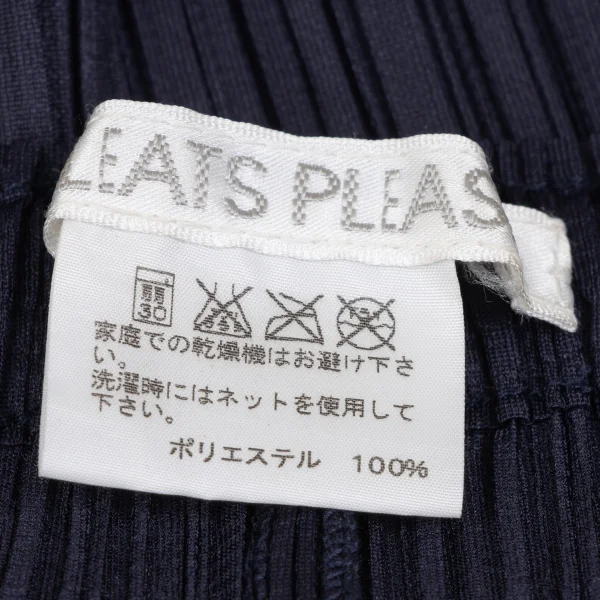 LEATS PLEAS
弱
30
家庭での乾燥機はお避け下さ
い。
洗濯時にはネットを使用して
下さい。
ポリエステル 100%